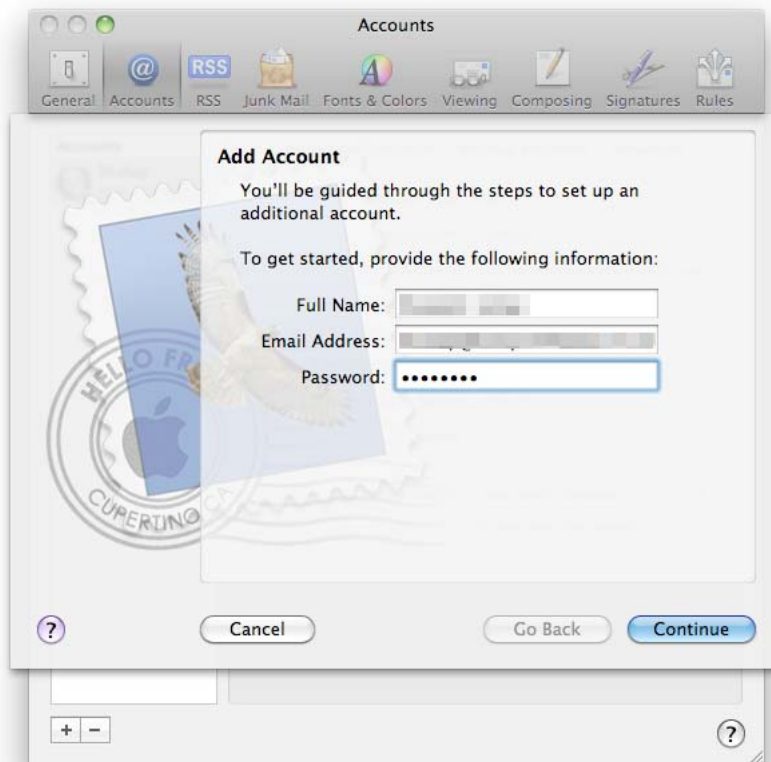 Accounts
General Accounts RSS Junk Mail Fonts & Colors Viewing Composing Signatures Rules
RSS
Add Account
You'll be guided through the steps to set up an
additional account.
To get started, provide the following information:
Full Name:
Email Address:
Password: ••••••••
HELLO FR
CUPERTINO CA
? Cancel Go Back Continue
+ − ?